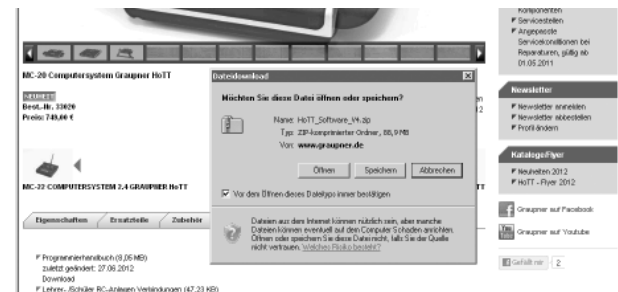 Komponenten
Servicestellen
Angepasste
Servicekonditionen bei
Reparaturen, gültig ab
01.05.2011
MC-20 Computersystem Graupner HoTT
NEUHEIT!
Best.-Nr. 33020
Preis: 749,00 €
MC-32 COMPUTERSYSTEM 2.4 GRAUPNER HoTT
TT
Eigenschaften
Ersatzteile
Zubehör
Programmierhandbuch (8,05 MB)
zuletzt geändert: 27.06.2012
Download
Lehrer-/Schüler RC-Anlagen Verbindungen (47,23 KB)
Dateidownload
Möchten Sie diese Datei öffnen oder speichern?
Name: HoTT_Software_V4.zip
Typ: ZIP-komprimierter Ordner, 88,9 MB
Von: www.graupner.de
Öffnen
Speichern
Abbrechen
Vor dem Öffnen dieses Dateityps immer bestätigen
Dateien aus dem Internet können nützlich sein, aber manche
Dateien können eventuell auf dem Computer Schaden anrichten.
Öffnen oder speichern Sie diese Datei nicht, falls Sie der Quelle
nicht vertrauen. Welches Risiko besteht?
Newsletter
Newsletter anmelden
Newsletter abbestellen
Profil ändern
Kataloge/Flyer
Neuheiten 2012
HoTT - Flyer 2012
Graupner auf Facebook
Graupner auf Youtube
Gefällt mir
2